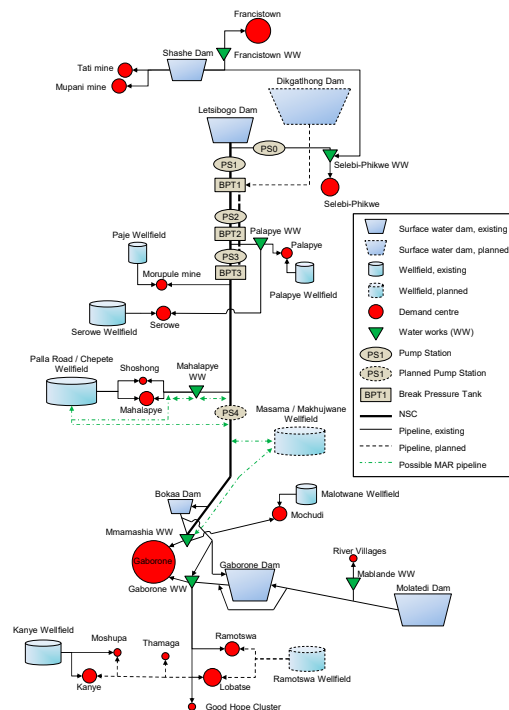 Francistown
Shashe Dam
Francistown WW
Tati mine
Mupani mine
Dikgatlhong Dam
Letsibogo Dam
PS0
PS1
Selebi-Phikwe WW
BPT1
Selebi-Phikwe
PS2
Palapye WW
Paje Wellfield
BPT2
Palapye
PS3
BPT3
Morupule mine
Palapye Wellfield
Serowe Wellfield
Serowe
Palla Road / Chepete
Wellfield
Shoshong
Mahalapye
WW
Mahalapye
PS4
Masama / Makhujwane
Wellfield
Surface water dam, existing
Surface water dam, planned
Wellfield, existing
Wellfield, planned
Demand centre
Water works (WW)
PS1
Pump Station
PS1
Planned Pump Station
BPT1
Break Pressure Tank
NSC
Pipeline, existing
Pipeline, planned
Possible MAR pipeline
Bokaa Dam
Malotwane Wellfield
Mmamashia WW
Mochudi
River Villages
Gaborone
Gaborone Dam
Mablande WW
Gaborone WW
Molatedi Dam
Kanye Wellfield
Moshupa
Thamaga
Ramotswa
Kanye
Lobatse
Ramotswa Wellfield
Good Hope Cluster